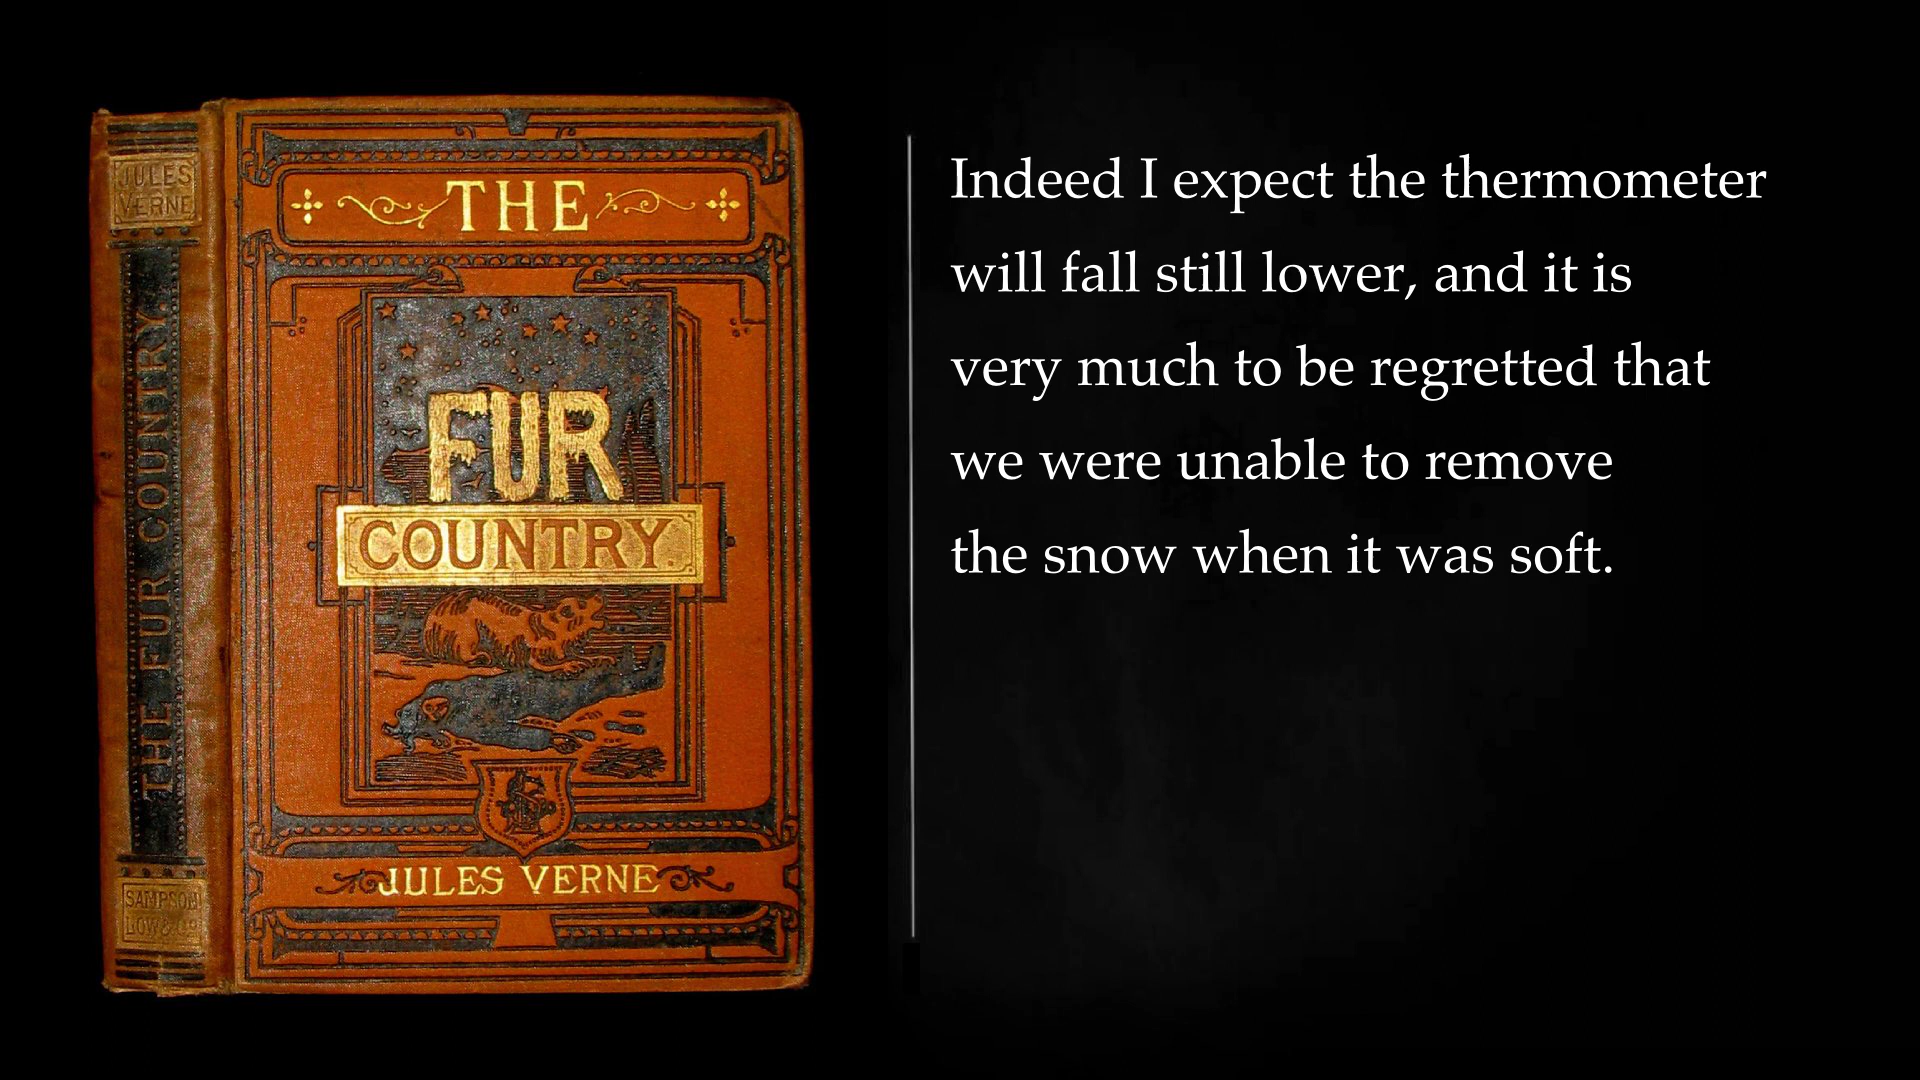 JULES
VERNE
THE FUR COUNTRY.
SAMPSON
LOW & Co
THE
FUR
COUNTRY.
JULES VERNE
Indeed I expect the thermometer
will fall still lower, and it is
very much to be regretted that
we were unable to remove
the snow when it was soft.